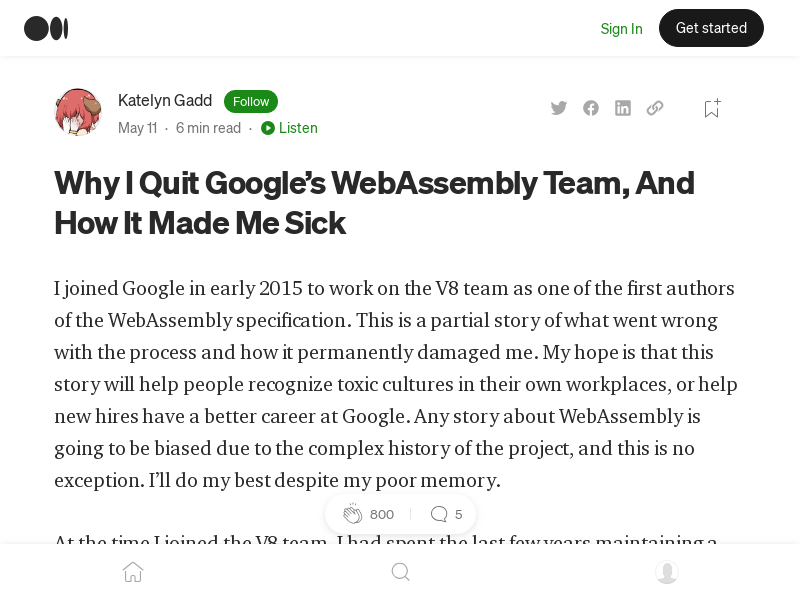 Sign In
Get started
Katelyn Gadd
Follow
May 11 · 6 min read · Listen
Why I Quit Google’s WebAssembly Team, And
How It Made Me Sick
I joined Google in early 2015 to work on the V8 team as one of the first authors
of the WebAssembly specification. This is a partial story of what went wrong
with the process and how it permanently damaged me. My hope is that this
story will help people recognize toxic cultures in their own workplaces, or help
new hires have a better career at Google. Any story about WebAssembly is
going to be biased due to the complex history of the project, and this is no
exception. I’ll do my best despite my poor memory.
800
5
At the time I joined the V8 team, I had spent the last few years maintaining a